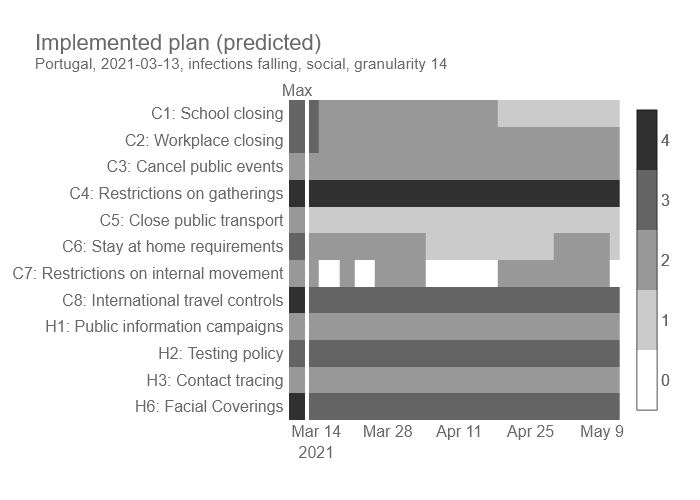 Implemented plan (predicted)
Portugal, 2021-03-13, infections falling, social, granularity 14
Max
C1: School closing
C2: Workplace closing
C3: Cancel public events
C4: Restrictions on gatherings
C5: Close public transport
C6: Stay at home requirements
C7: Restrictions on internal movement
C8: International travel controls
H1: Public information campaigns
H2: Testing policy
H3: Contact tracing
H6: Facial Coverings
4
3
2
1
0
Mar 14 Mar 28 Apr 11 Apr 25 May 9
2021